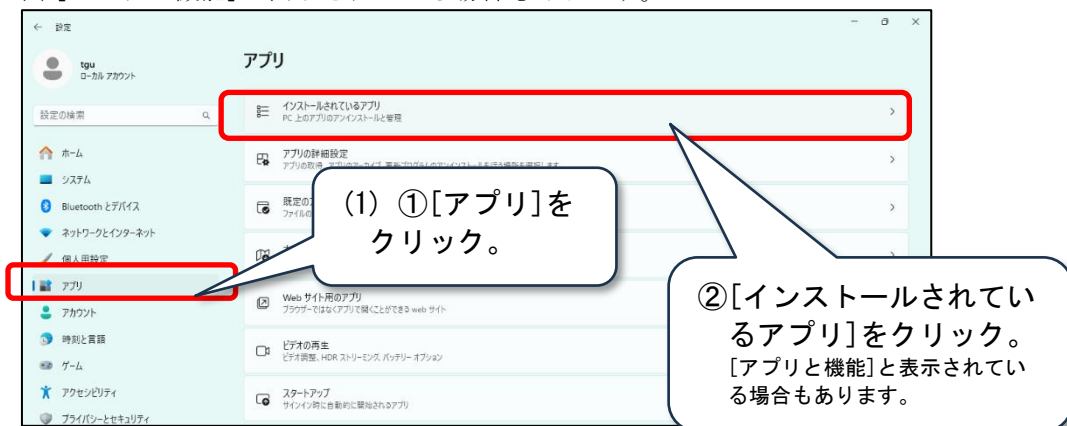 ← 設定
tgu
ローカル アカウント
設定の検索
ホーム
システム
Bluetooth とデバイス
ネットワークとインターネット
個人用設定
アプリ
アカウント
時刻と言語
ゲーム
アクセシビリティ
プライバシーとセキュリティ
アプリ
インストールされているアプリ
PC 上のアプリのアンインストールと管理
アプリの詳細設定
既定の
ファイルの
Web サイト用のアプリ
ブラウザーではなくアプリで開くことができる web サイト
ビデオの再生
ビデオ調整、HDR ストリーミング、バッテリー オプション
スタートアップ
サインイン時に自動的に開始されるアプリ
(1) ①[アプリ]を
クリック。
②[インストールされてい
るアプリ]をクリック。
[アプリと機能]と表示されてい
る場合もあります。